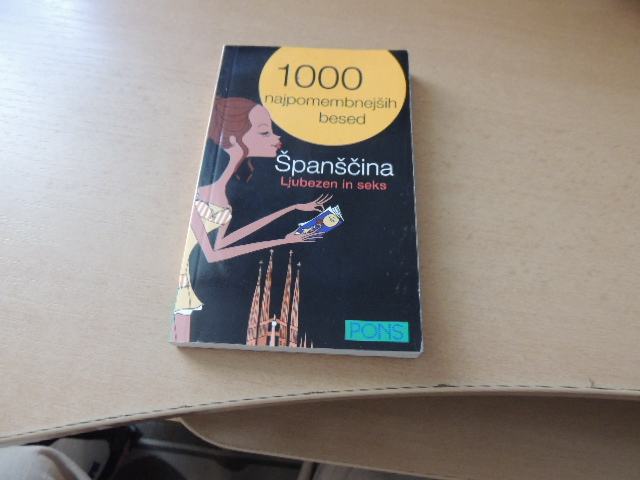 1000
najpomembnejših
besed
Španščina
Ljubezen in seks
PONS